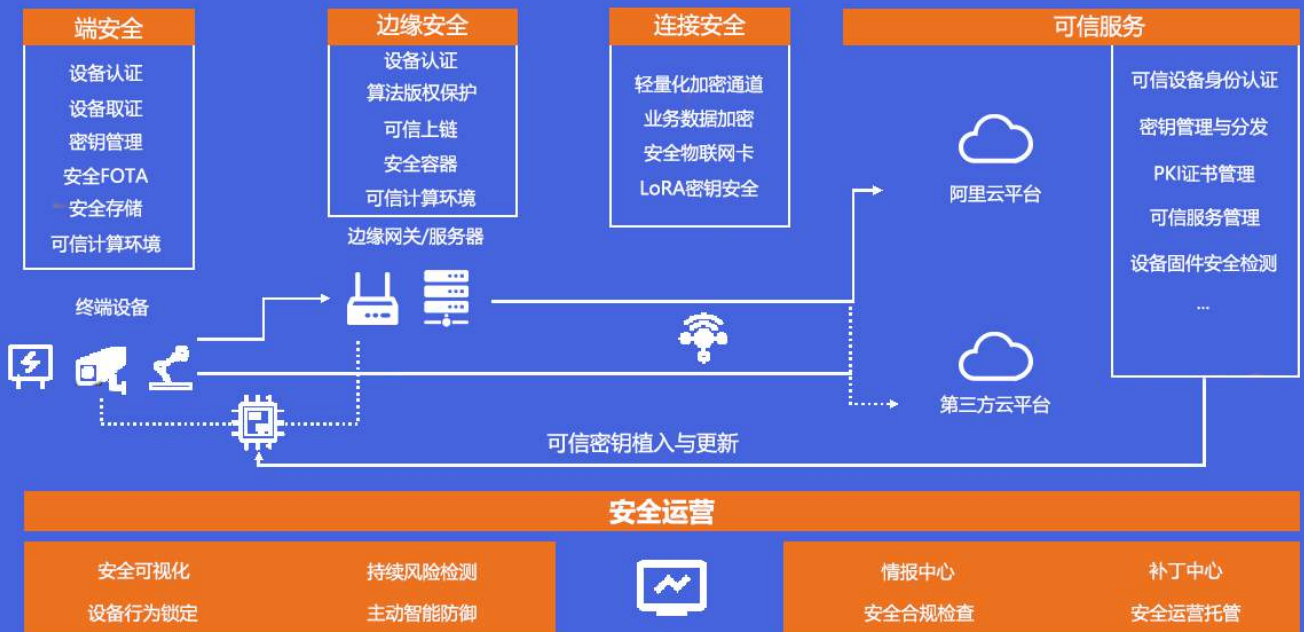 端安全
设备认证
设备取证
密钥管理
安全FOTA
安全存储
可信计算环境
终端设备
边缘安全
设备认证
算法版权保护
可信上链
安全容器
可信计算环境
边缘网关/服务器
连接安全
轻量化加密通道
业务数据加密
安全物联网卡
LoRA密钥安全
可信服务
阿里云平台
第三方云平台
可信设备身份认证
密钥管理与分发
PKI证书管理
可信服务管理
设备固件安全检测
...
可信密钥植入与更新
安全运营
安全可视化
持续风险检测
情报中心
补丁中心
设备行为锁定
主动智能防御
安全合规检查
安全运营托管